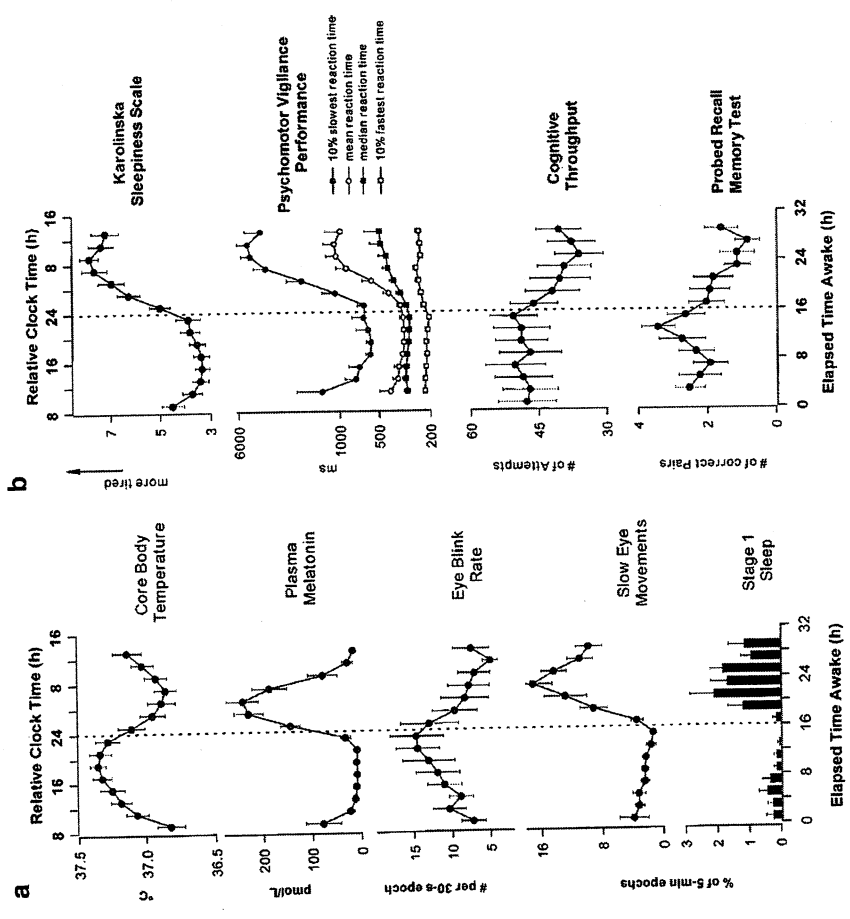 a
Relative Clock Time (h)
8 16 24 8 16
37.5
37.0
36.5
°C
Core Body
Temperature
200
100
0
pmol/L
Plasma
Melatonin
15
10
5
# per 30-s epoch
Eye Blink
Rate
16
8
0
% of 5-min epochs
Slow Eye
Movements
3
2
1
0
Stage 1
Sleep
0 8 16 24 32
Elapsed Time Awake (h)
b
Relative Clock Time (h)
8 16 24 8 16
more tired
7
5
3
Karolinska
Sleepiness Scale
6000
1000
500
200
ms
Psychomotor Vigilance
Performance
10% slowest reaction time
mean reaction time
median reaction time
10% fastest reaction time
60
45
30
# of Attempts
Cognitive
Throughput
4
2
0
# of correct Pairs
Probed Recall
Memory Test
0 8 16 24 32
Elapsed Time Awake (h)